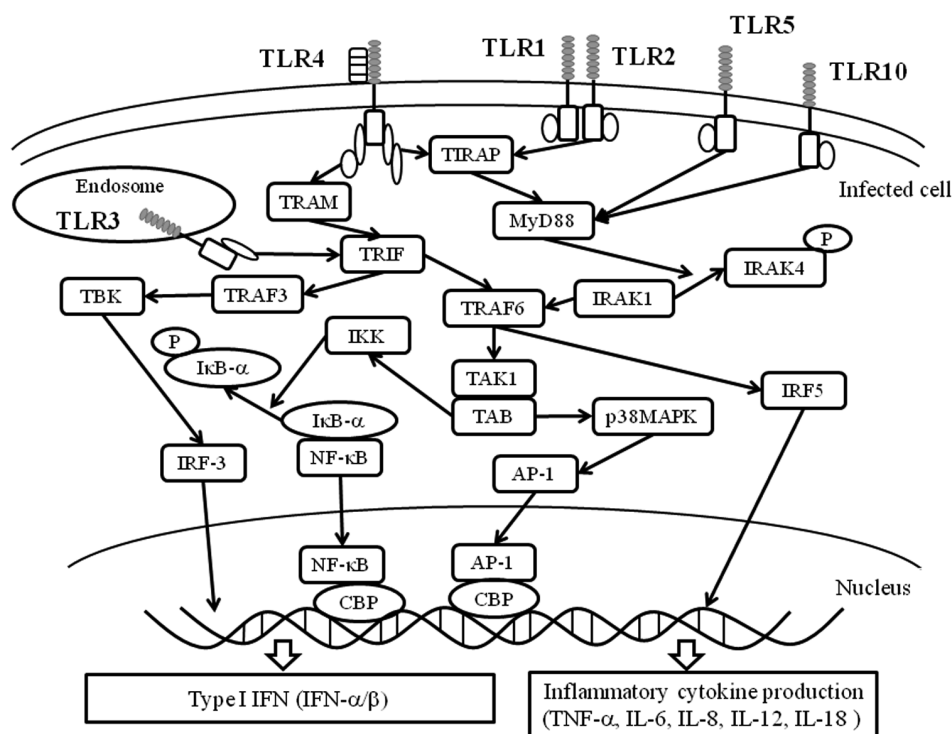 TLR5
TLR1
TLR2
TLR4
TLR10
TIRAP
Endosome
Infected cell
TLR3
TRAM
MyD88
P
TRIF
IRAK4
TBK
TRAF3
IRAK1
TRAF6
P
IKK
IκB-α
TAK1
IRF5
IκB-α
TAB
p38MAPK
NF-κB
IRF-3
AP-1
NF-κB
AP-1
Nucleus
CBP
CBP
Type I IFN (IFN-α/β)
Inflammatory cytokine production
(TNF-α, IL-6, IL-8, IL-12, IL-18 )